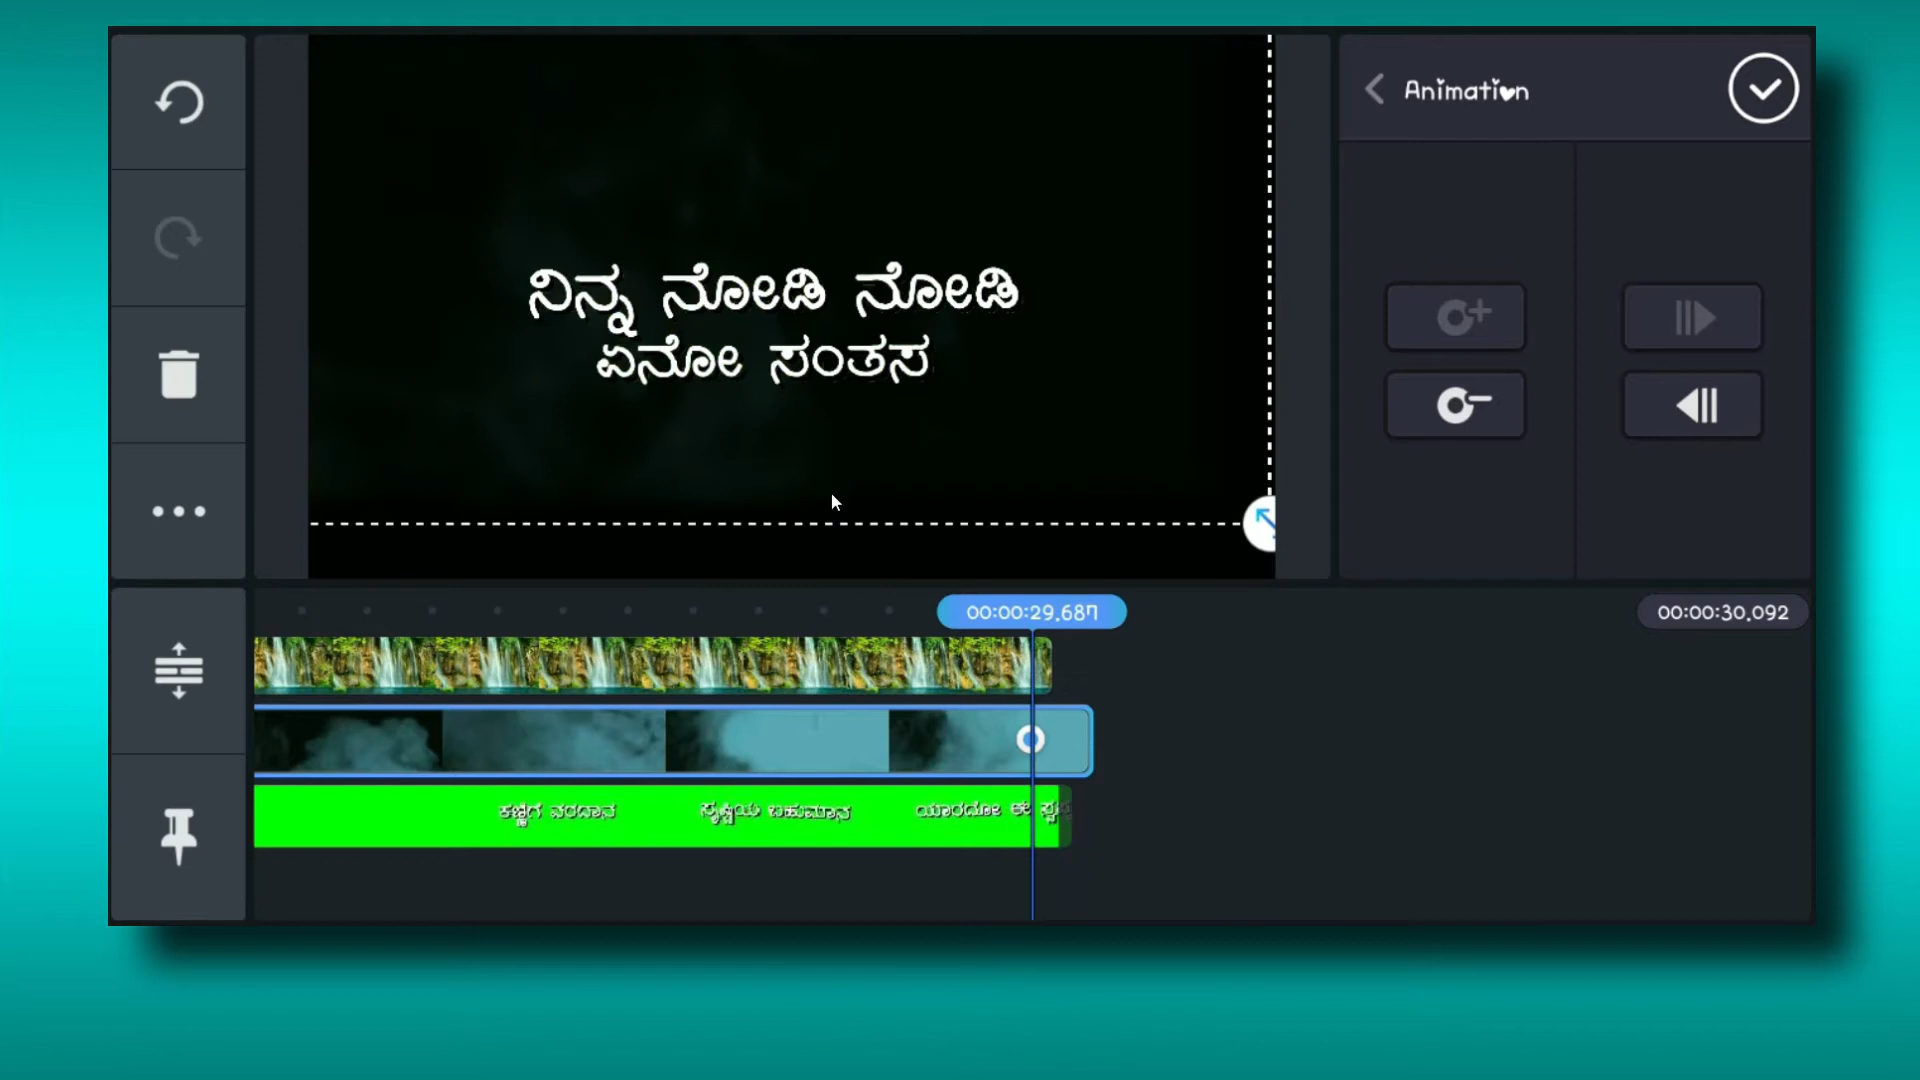 Animation
ನಿನ್ನ ನೋಡಿ ನೋಡಿ
ಏನೋ ಸಂತಸ
00:00:29.687
00:00:30.092
ಕಣ್ಣಿಗೆ ವರದಾನ
ಸೃಷ್ಟಿಯ ಬಹುಮಾನ
ಯಾರದೋ ಈ